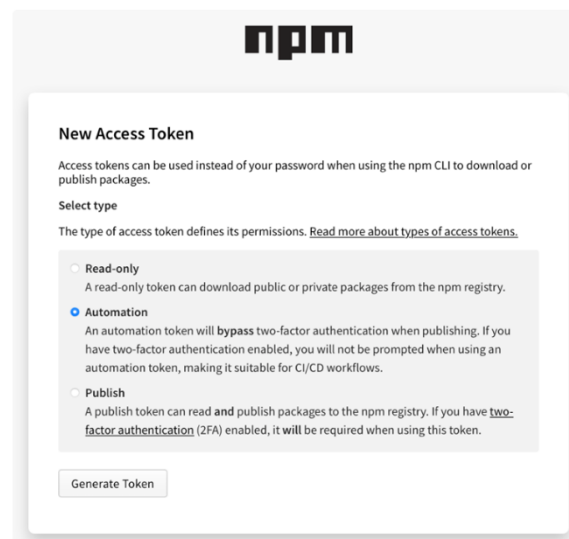 npm
New Access Token
Access tokens can be used instead of your password when using the npm CLI to download or
publish packages.
Select type
The type of access token defines its permissions. Read more about types of access tokens.
Read-only
A read-only token can download public or private packages from the npm registry.
Automation
An automation token will bypass two-factor authentication when publishing. If you
have two-factor authentication enabled, you will not be prompted when using an
automation token, making it suitable for CI/CD workflows.
Publish
A publish token can read and publish packages to the npm registry. If you have two-
factor authentication (2FA) enabled, it will be required when using this token.
Generate Token